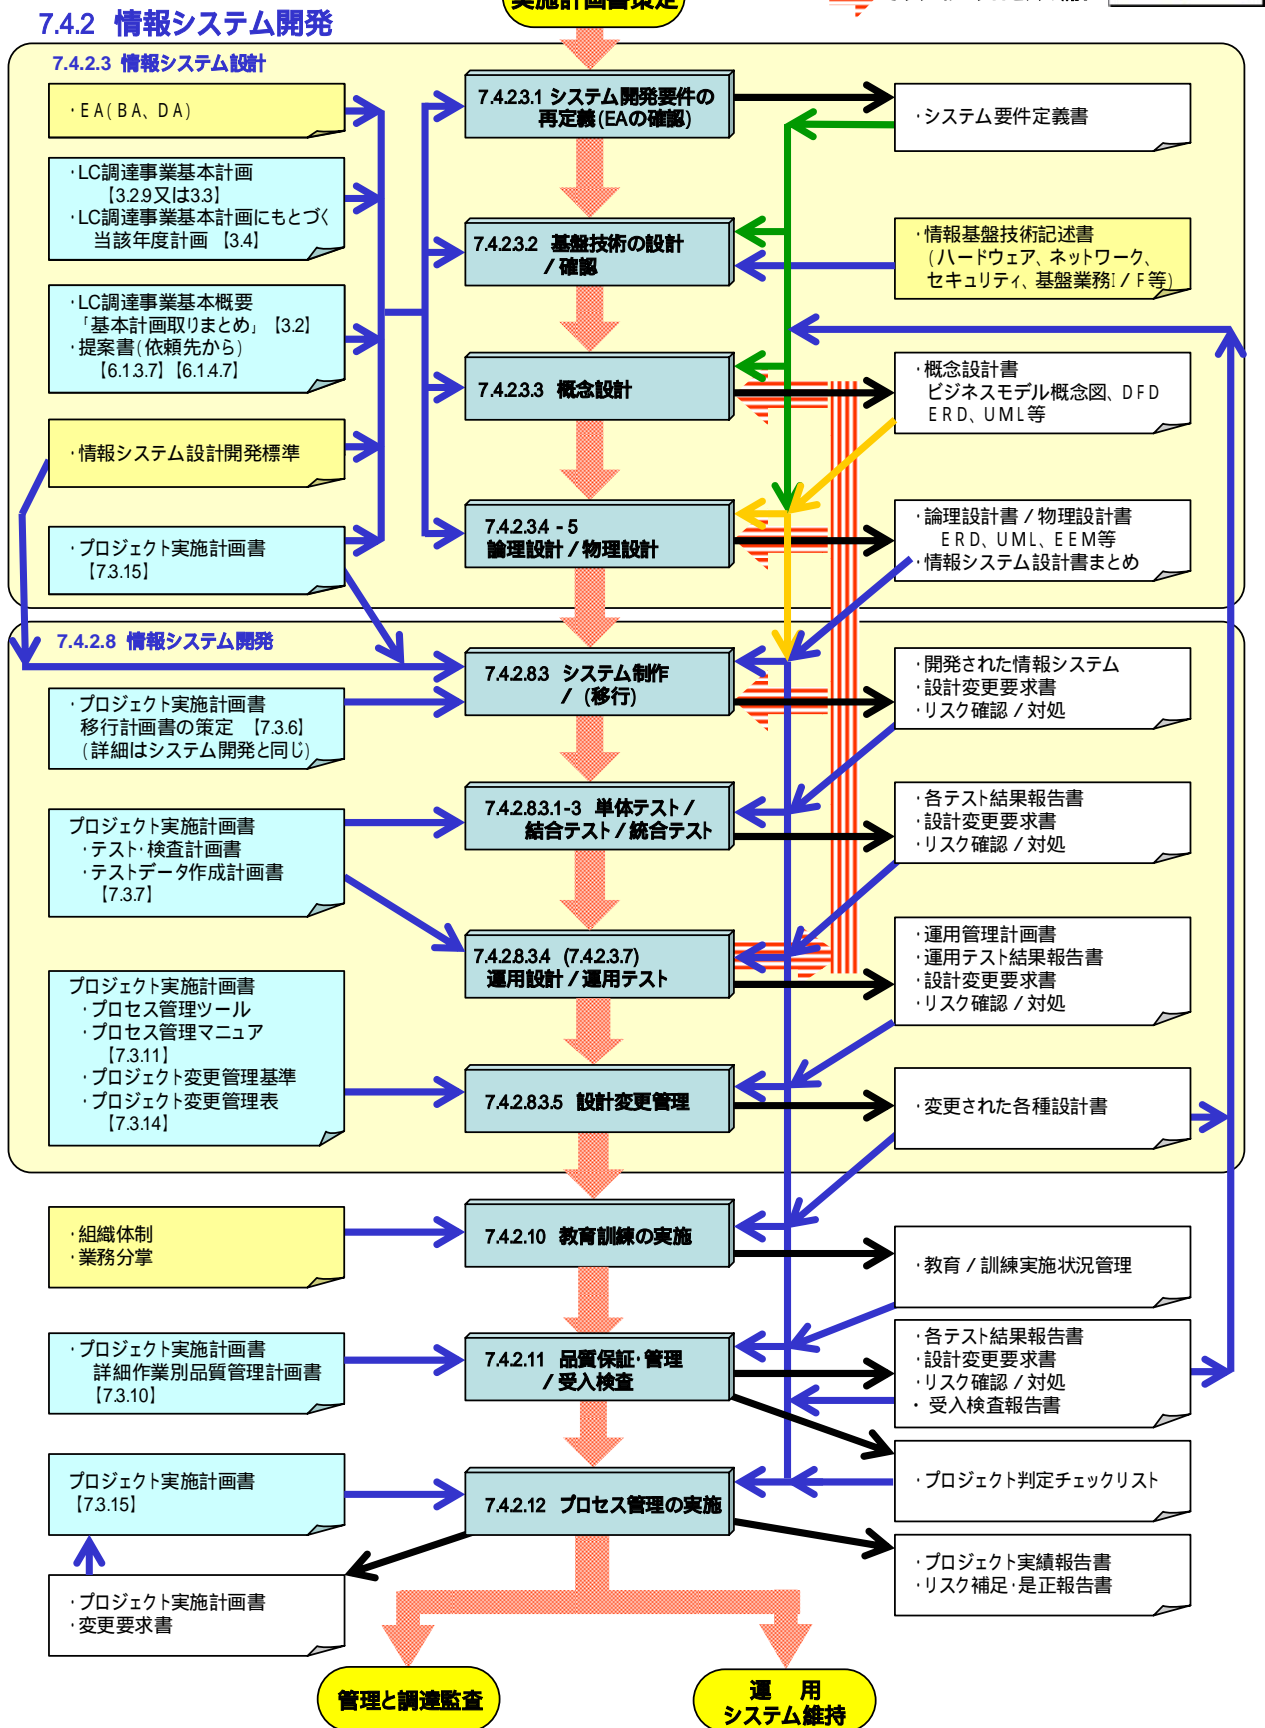 実施計画書策定
7.4.2 情報システム開発
7.4.2.3 情報システム設計
・EA(BA、DA)
・LC調達事業基本計画
【3.2.9又は3.3】
・LC調達事業基本計画にもとづく
当該年度計画 【3.4】
・LC調達事業基本概要
「基本計画取りまとめ」【3.2】
・提案書(依頼先から)
【6.1.3.7】【6.1.4.7】
・情報システム設計開発標準
・プロジェクト実施計画書
【7.3.15】
7.4.2.3.1 システム開発要件の
再定義(EAの確認)
7.4.2.3.2 基盤技術の設計
/ 確認
7.4.2.3.3 概念設計
7.4.2.3.4 - 5
論理設計 / 物理設計
・システム要件定義書
・情報基盤技術記述書
(ハードウェア、ネットワーク、
セキュリティ、基盤業務I / F等)
・概念設計書
ビジネスモデル概念図、DFD
ERD、UML等
・論理設計書 / 物理設計書
ERD、UML、EEM等
・情報システム設計書まとめ
7.4.2.8 情報システム開発
・プロジェクト実施計画書
移行計画書の策定 【7.3.6】
(詳細はシステム開発と同じ)
プロジェクト実施計画書
・テスト・検査計画書
・テストデータ作成計画書
【7.3.7】
プロジェクト実施計画書
・プロセス管理ツール
・プロセス管理マニュア
【7.3.11】
・プロジェクト変更管理基準
・プロジェクト変更管理表
【7.3.14】
7.4.2.8.3 システム制作
/ (移行)
7.4.2.8.3.1-3 単体テスト /
結合テスト / 統合テスト
7.4.2.8.3.4 (7.4.2.3.7)
運用設計 / 運用テスト
7.4.2.8.3.5 設計変更管理
・開発された情報システム
・設計変更要求書
・リスク確認 / 対処
・各テスト結果報告書
・設計変更要求書
・リスク確認 / 対処
・運用管理計画書
・運用テスト結果報告書
・設計変更要求書
・リスク確認 / 対処
・変更された各種設計書
・組織体制
・業務分掌
7.4.2.10 教育訓練の実施
・教育 / 訓練実施状況管理
・プロジェクト実施計画書
詳細作業別品質管理計画書
【7.3.10】
7.4.2.11 品質保証・管理
/ 受入検査
・各テスト結果報告書
・設計変更要求書
・リスク確認 / 対処
・ 受入検査報告書
・プロジェクト判定チェックリスト
プロジェクト実施計画書
【7.3.15】
7.4.2.12 プロセス管理の実施
・プロジェクト実績報告書
・リスク補足・是正報告書
・プロジェクト実施計画書
・変更要求書
管理と調達監査
運 用
システム維持